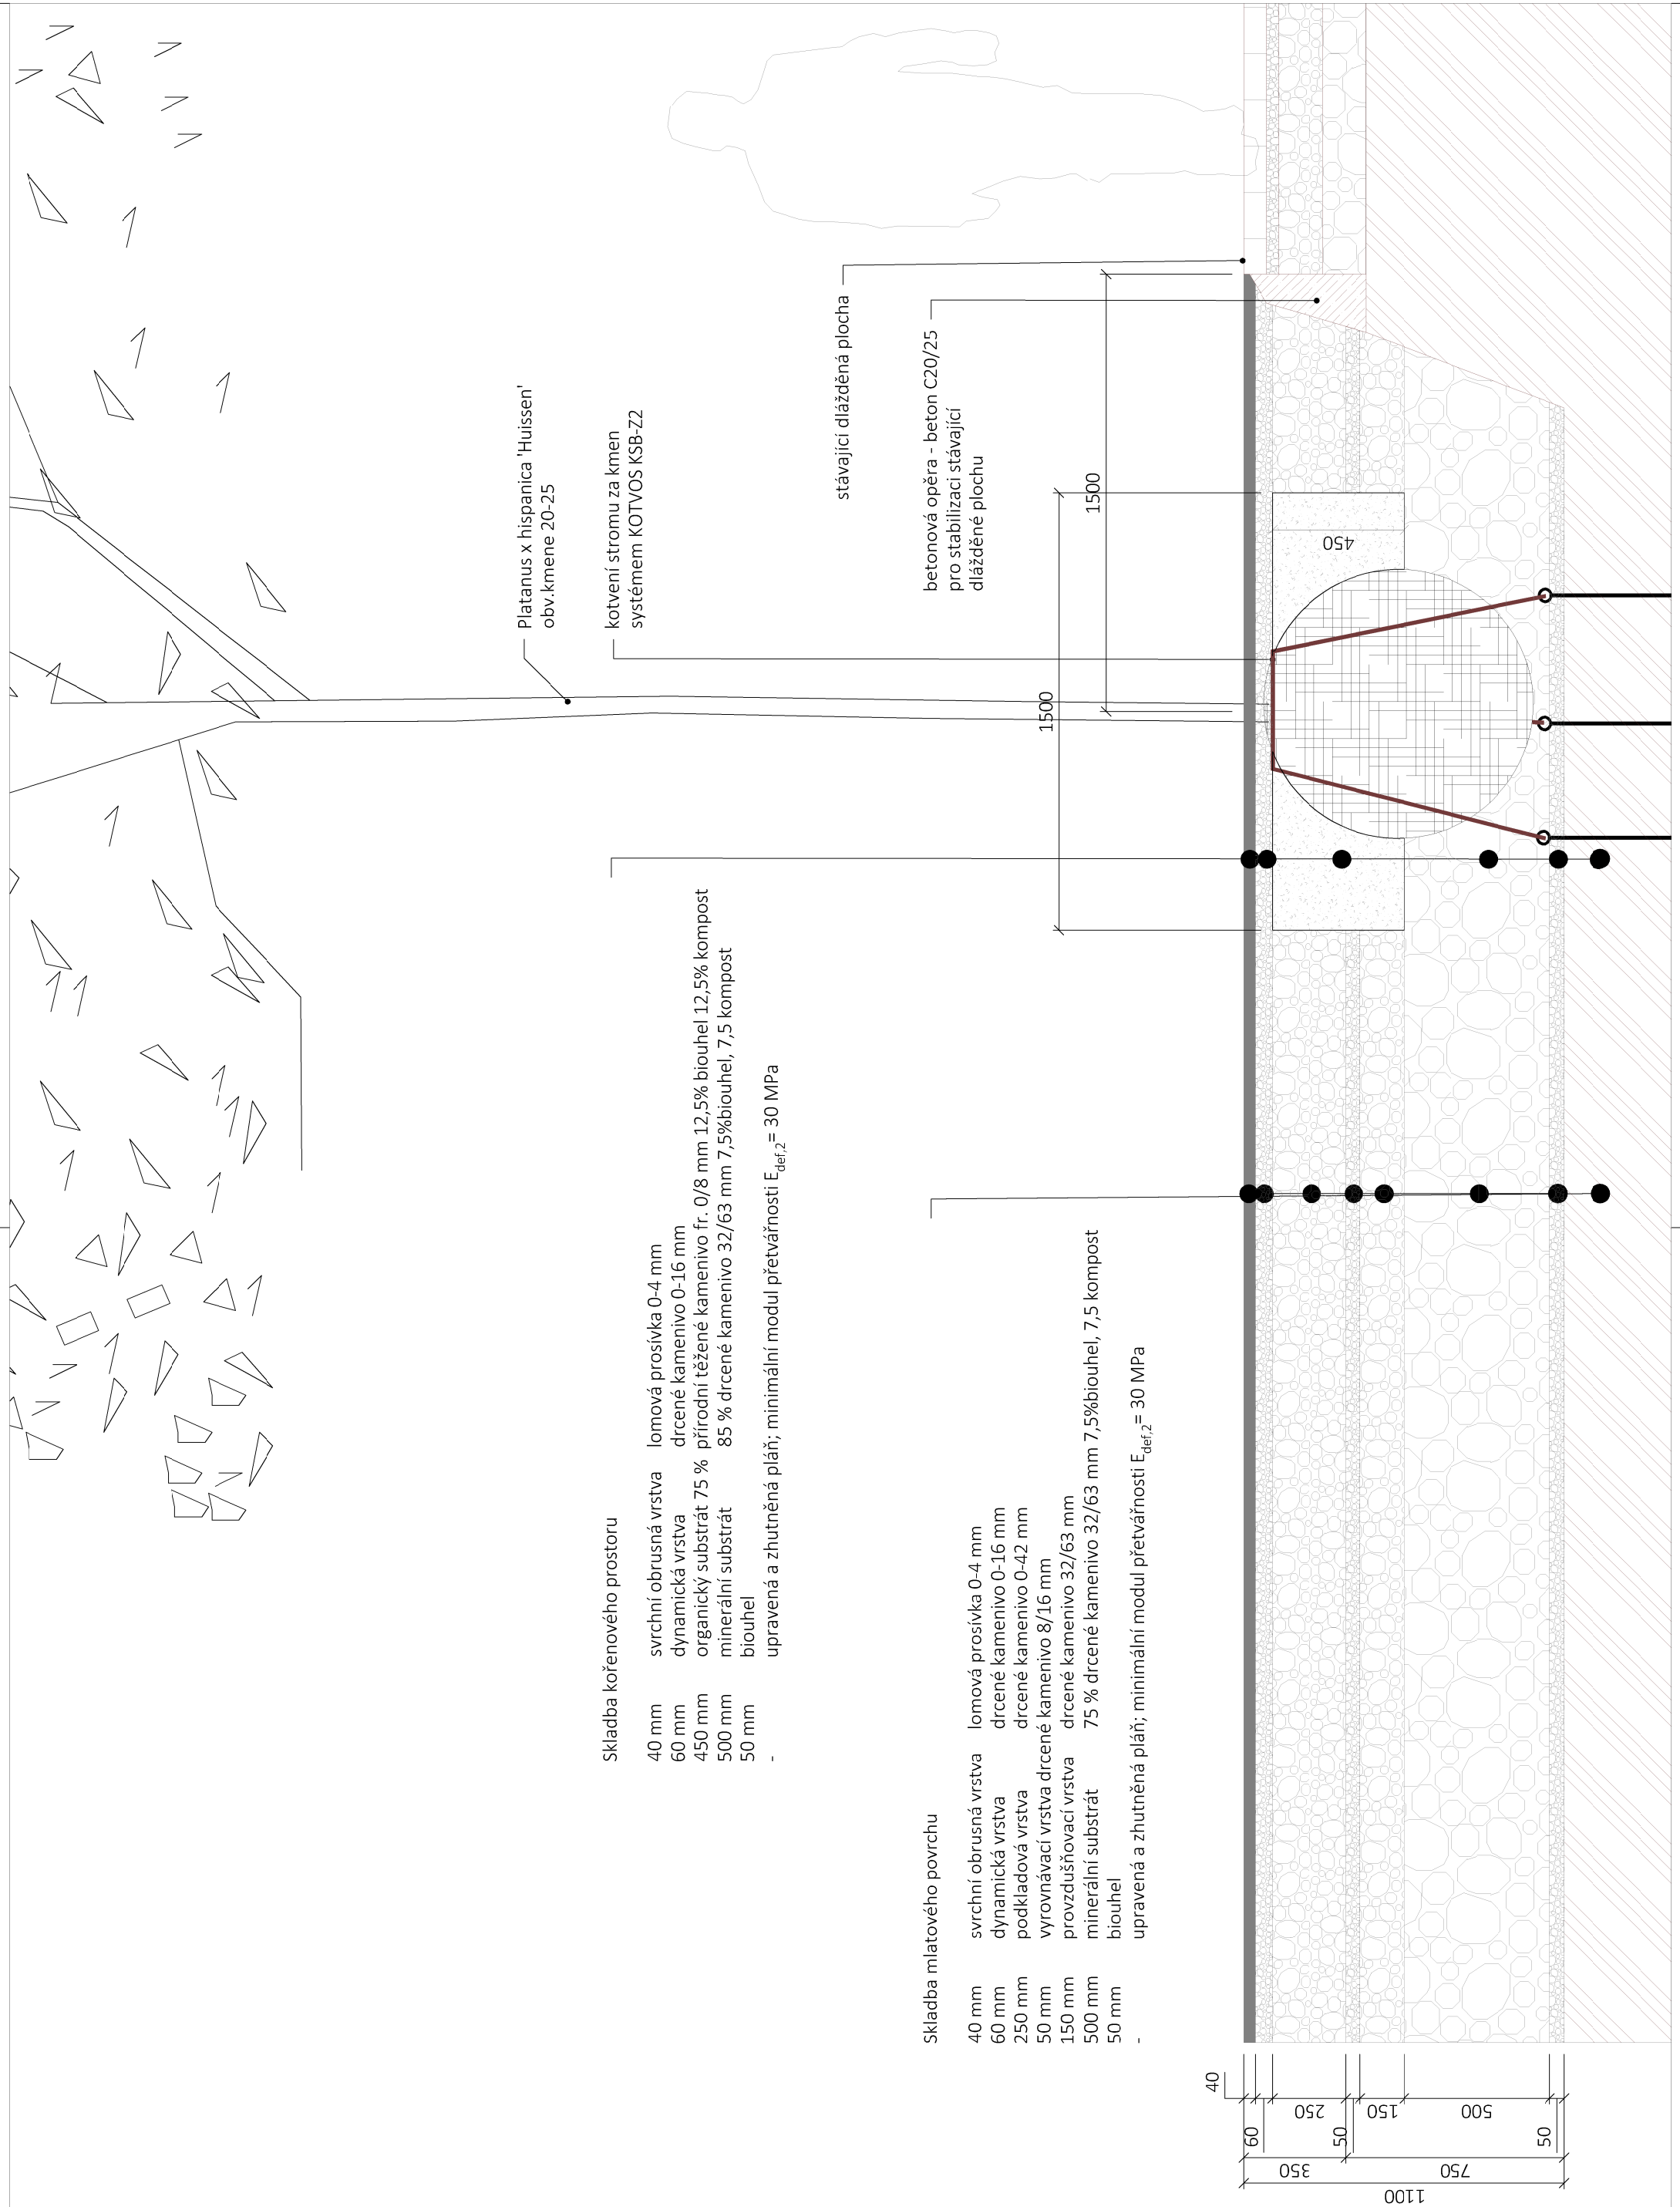 Platanus x hispanica 'Huissen'
obv.kmene 20-25
kotvení stromu za kmen
systémem KOTVOS KSB-Z2
Skladba kořenového prostoru
40 mm svrchní obrusná vrstva lomová prosívka 0-4 mm
60 mm dynamická vrstva drcené kamenivo 0-16 mm
450 mm organický substrát 75 % přírodní těžené kamenivo fr. 0/8 mm 12,5% biouhel 12,5% kompost
500 mm minerální substrát 85 % drcené kamenivo 32/63 mm 7,5%biouhel, 7,5 kompost
50 mm biouhel
- upravená a zhutněná pláň; minimální modul přetvářnosti Edef,2= 30 MPa
stávající dlážděná plocha
betonová opěra - beton C20/25
pro stabilizaci stávající
dlážděné plochu
Skladba mlatového povrchu
40 mm svrchní obrusná vrstva lomová prosívka 0-4 mm
60 mm dynamická vrstva drcené kamenivo 0-16 mm
250 mm podkladová vrstva drcené kamenivo 0-42 mm
50 mm vyrovnávací vrstva drcené kamenivo 8/16 mm
150 mm provzdušňovací vrstva drcené kamenivo 32/63 mm
500 mm minerální substrát 75 % drcené kamenivo 32/63 mm 7,5%biouhel, 7,5 kompost
50 mm biouhel
- upravená a zhutněná pláň; minimální modul přetvářnosti Edef,2= 30 MPa
1500
1500
450
40
60
250
50
150
500
50
350
750
1100